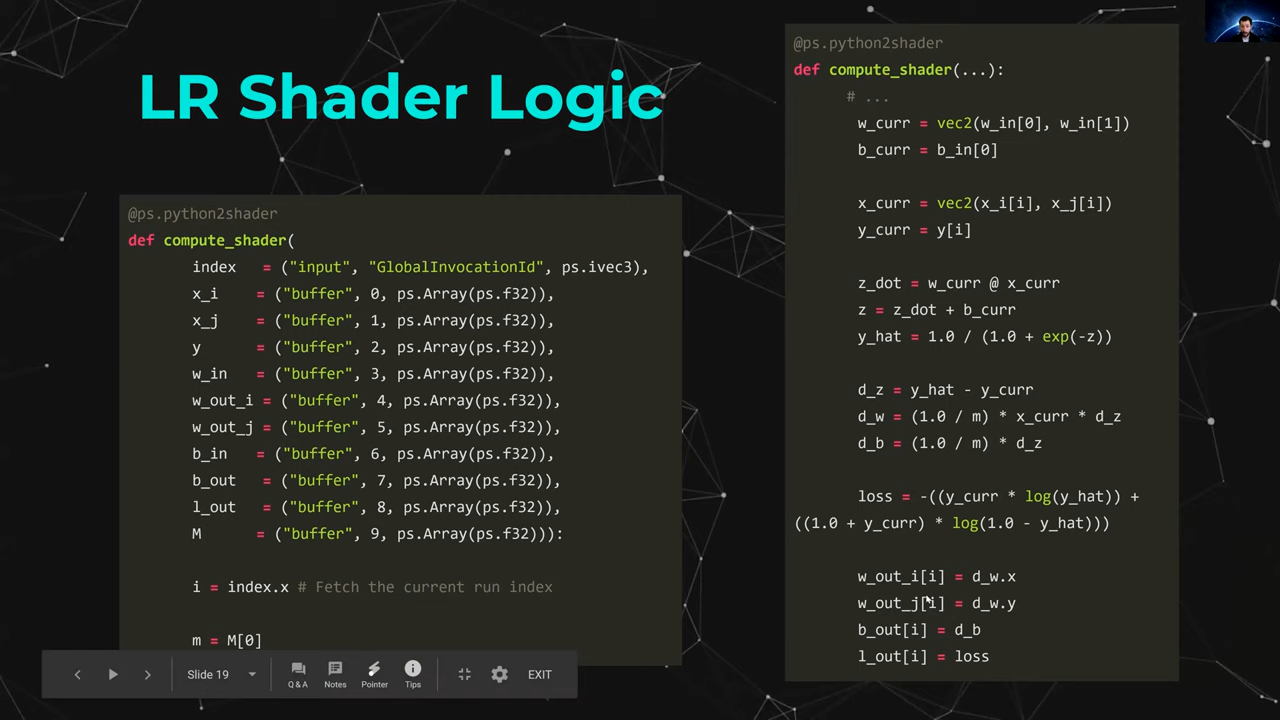 LR Shader Logic
@ps.python2shader
def compute_shader(
index = ("input", "GlobalInvocationId", ps.ivec3),
x_i = ("buffer", 0, ps.Array(ps.f32)),
x_j = ("buffer", 1, ps.Array(ps.f32)),
y = ("buffer", 2, ps.Array(ps.f32)),
w_in = ("buffer", 3, ps.Array(ps.f32)),
w_out_i = ("buffer", 4, ps.Array(ps.f32)),
w_out_j = ("buffer", 5, ps.Array(ps.f32)),
b_in = ("buffer", 6, ps.Array(ps.f32)),
b_out = ("buffer", 7, ps.Array(ps.f32)),
l_out = ("buffer", 8, ps.Array(ps.f32)),
M = ("buffer", 9, ps.Array(ps.f32))):
i = index.x # Fetch the current run index
m = M[0]
@ps.python2shader
def compute_shader(...):
# ...
w_curr = vec2(w_in[0], w_in[1])
b_curr = b_in[0]
x_curr = vec2(x_i[i], x_j[i])
y_curr = y[i]
z_dot = w_curr @ x_curr
z = z_dot + b_curr
y_hat = 1.0 / (1.0 + exp(-z))
d_z = y_hat - y_curr
d_w = (1.0 / m) * x_curr * d_z
d_b = (1.0 / m) * d_z
loss = -((y_curr * log(y_hat)) +
((1.0 + y_curr) * log(1.0 - y_hat)))
w_out_i[i] = d_w.x
w_out_j[i] = d_w.y
b_out[i] = d_b
l_out[i] = loss
Slide 19
Q & A
Notes
Pointer
Tips
EXIT